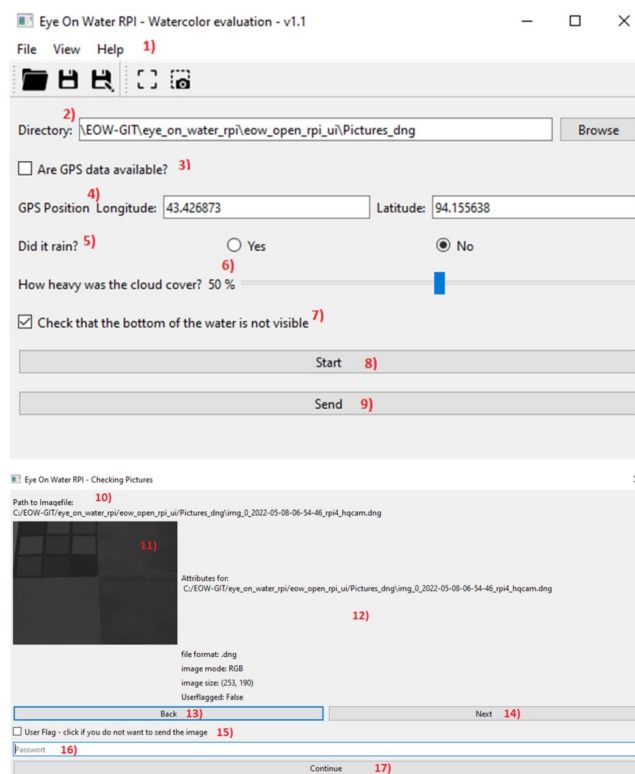 Eye On Water RPI - Watercolor evaluation - v1.1
File View Help 1)
2)
Directory: \EOW-GIT\eye_on_water_rpi\eow_open_rpi_ui\Pictures_dng Browse
Are GPS data available? 3)
4)
GPS Position Longitude: 43.426873 Latitude: 94.155638
Did it rain? 5) Yes No
6)
How heavy was the cloud cover? 50 %
Check that the bottom of the water is not visible 7)
Start 8)
Send 9)
Eye On Water RPI - Checking Pictures
Path to Imagefile: 10)
C:/EOW-GIT/eye_on_water_rpi/eow_open_rpi_ui/Pictures_dng\img_0_2022-05-08-06-54-46_rpi4_hqcam.dng
11)
Attributes for:
C:/EOW-GIT/eye_on_water_rpi/eow_open_rpi_ui/Pictures_dng\img_0_2022-05-08-06-54-46_rpi4_hqcam.dng
12)
file format: .dng
image mode: RGB
image size: (253, 190)
Userflagged: False
Back 13) Next 14)
User Flag - click if you do not want to send the image 15)
Passwort 16)
Continue 17)